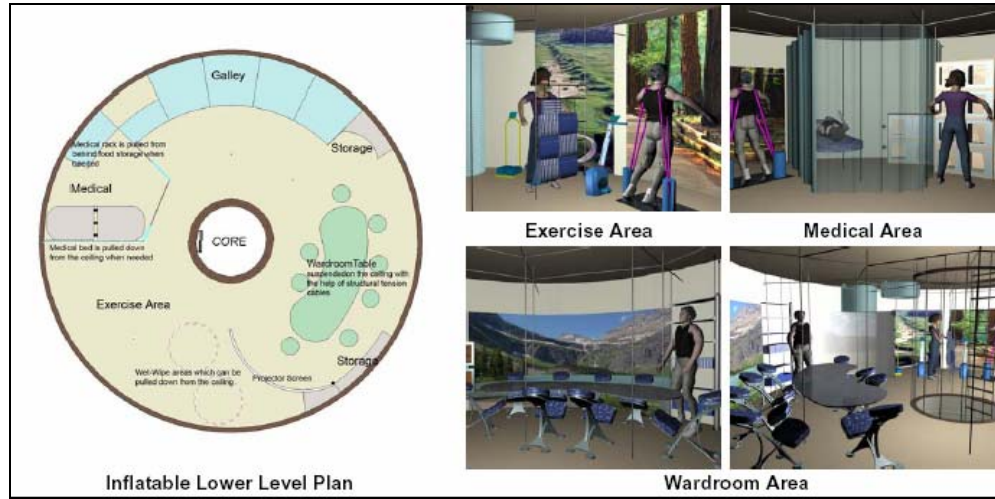 Galley
Medical rack is pulled from
behind food storage when
needed
Storage
Medical
Medical bed is pulled down
from the ceiling when needed
CORE
Wardroom Table
suspendedon the ceiling with
the help of structural tension
cables
Exercise Area
Storage
Wet-Wipe areas which can be
pulled down from the ceiling
Projector Screen
Inflatable Lower Level Plan
Exercise Area
Medical Area
Wardroom Area